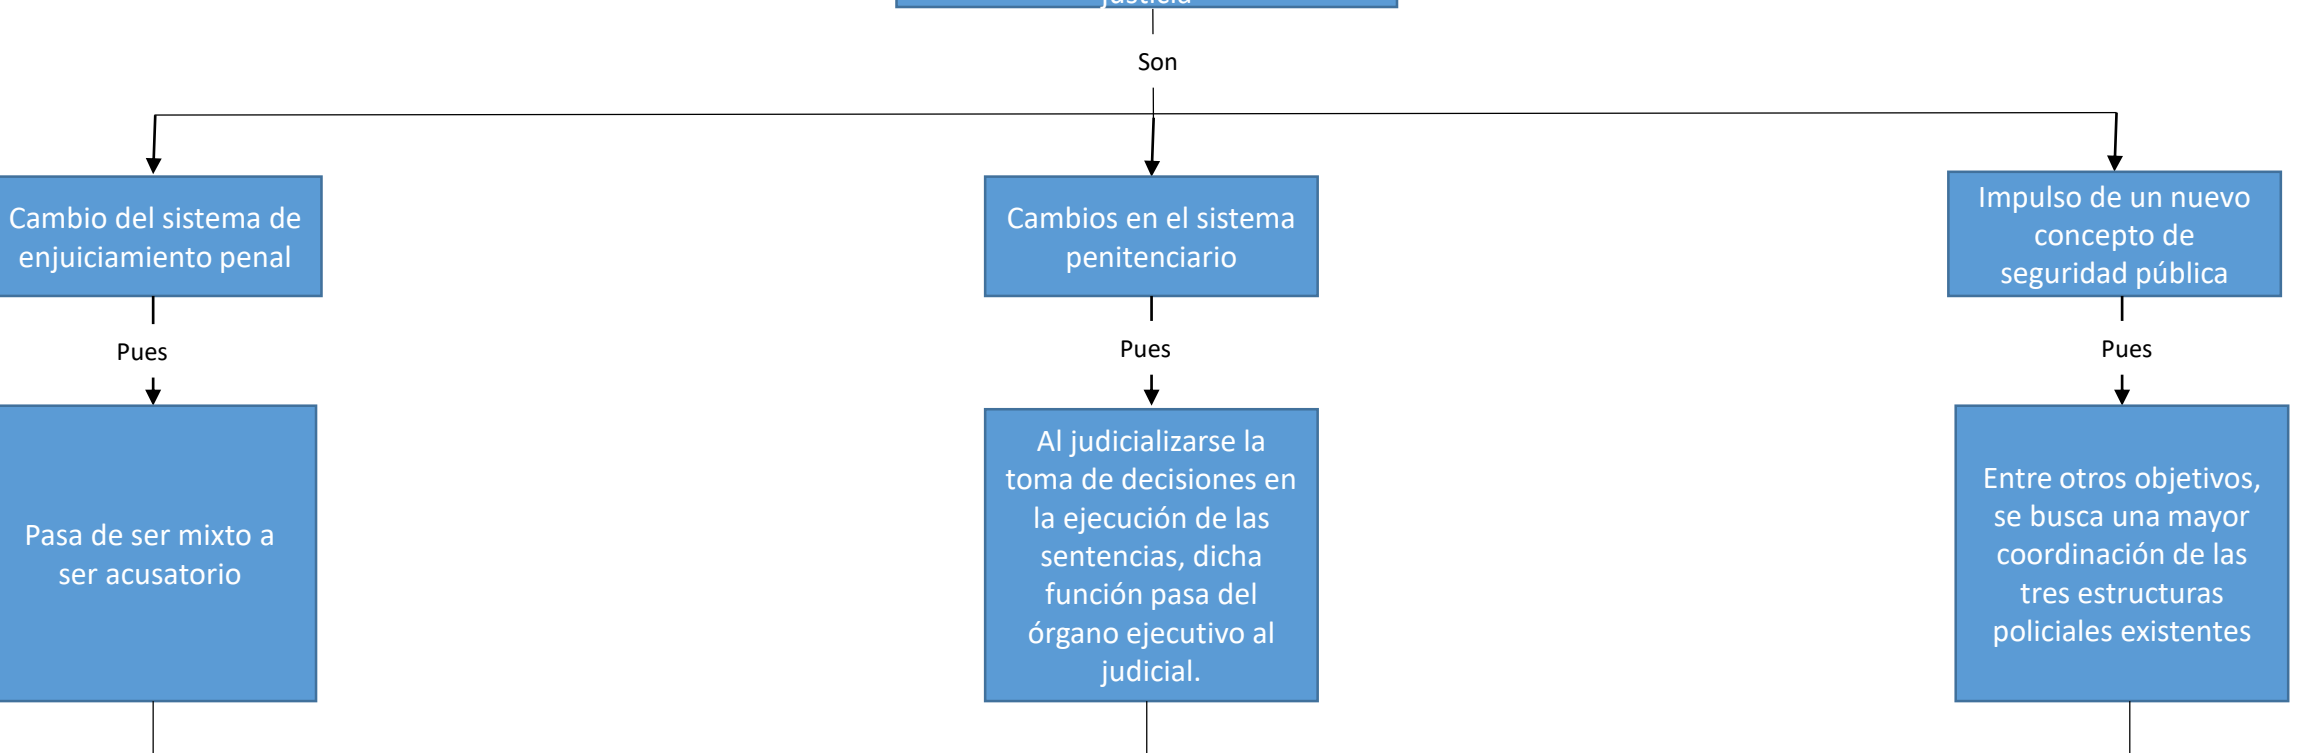 Son
Cambio del sistema de
enjuiciamiento penal
Cambios en el sistema
penitenciario
Impulso de un nuevo
concepto de
seguridad pública
Pues
Pues
Pues
Pasa de ser mixto a
ser acusatorio
Al judicializarse la
toma de decisiones en
la ejecución de las
sentencias, dicha
función pasa del
órgano ejecutivo al
judicial.
Entre otros objetivos,
se busca una mayor
coordinación de las
tres estructuras
policiales existentes